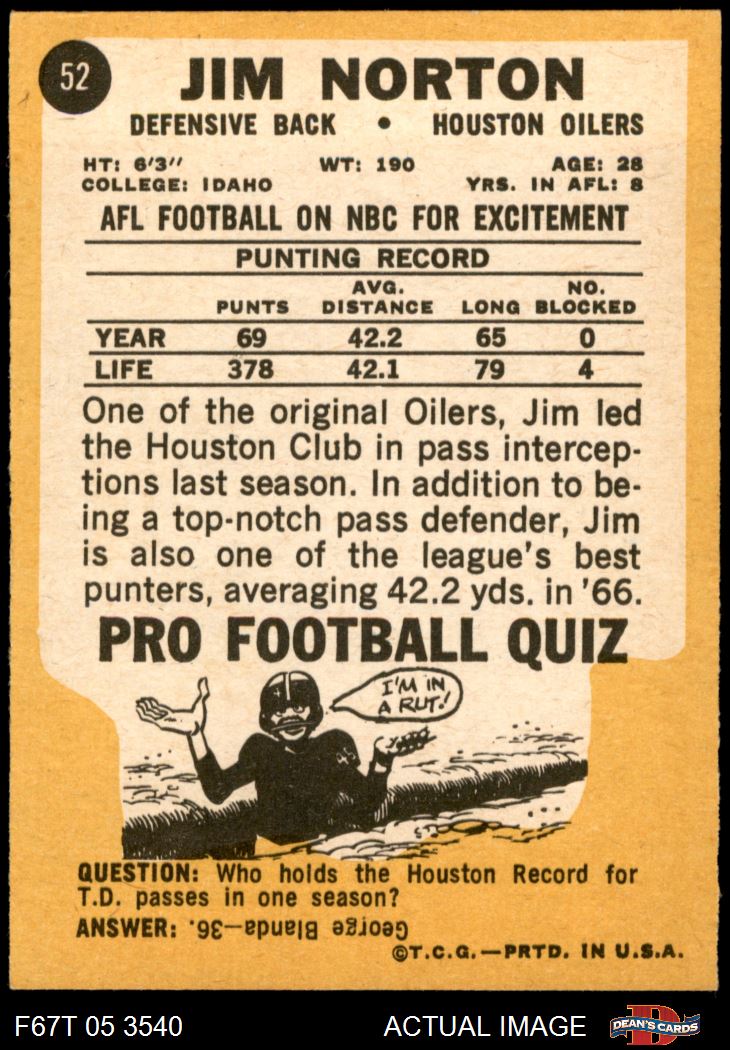 52
JIM NORTON
DEFENSIVE BACK • HOUSTON OILERS
HT: 6'3" WT: 190 AGE: 28
COLLEGE: IDAHO YRS. IN AFL: 8
AFL FOOTBALL ON NBC FOR EXCITEMENT
PUNTING RECORD
PUNTS AVG. DISTANCE LONG NO. BLOCKED
YEAR 69 42.2 65 0
LIFE 378 42.1 79 4
One of the original Oilers, Jim led
the Houston Club in pass intercep-
tions last season. In addition to be-
ing a top-notch pass defender, Jim
is also one of the league's best
punters, averaging 42.2 yds. in '66.
PRO FOOTBALL QUIZ
I'M IN
A RUT!
QUESTION: Who holds the Houston Record for
T.D. passes in one season?
ANSWER: George Blanda—36.
©T.C.G.—PRTD. IN U.S.A.
F67T 05 3540 ACTUAL IMAGE
D
DEAN'S CARDS